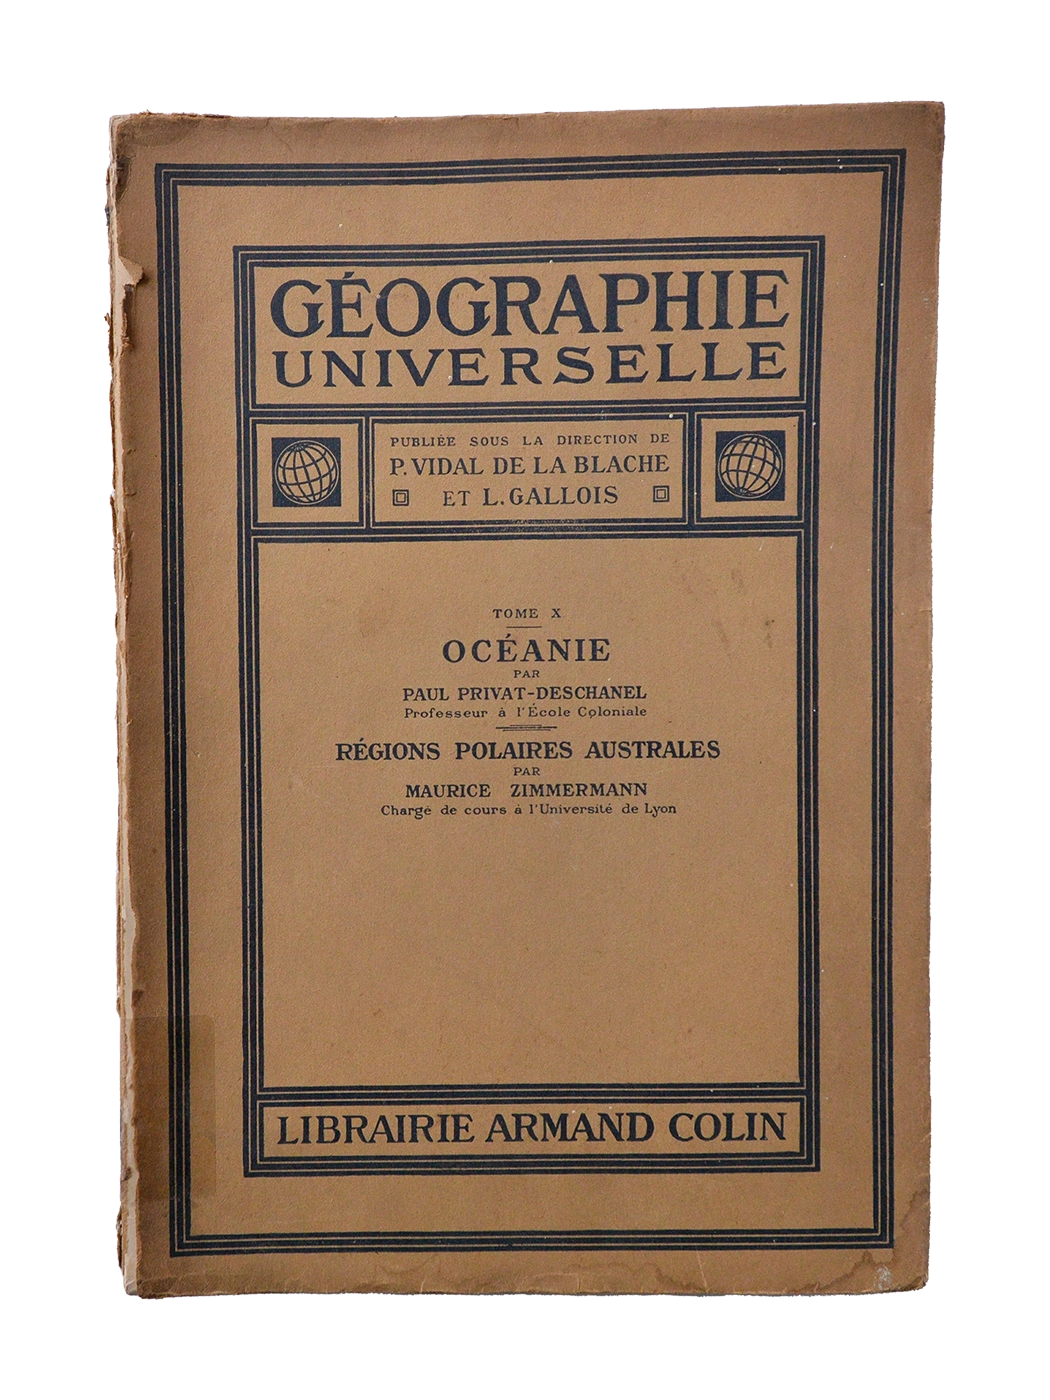 GÉOGRAPHIE
UNIVERSELLE
PUBLIÉE SOUS LA DIRECTION DE
P. VIDAL DE LA BLACHE
ET L. GALLOIS
TOME X
OCÉANIE
PAR
PAUL PRIVAT-DESCHANEL
Professeur à l'École Coloniale
RÉGIONS POLAIRES AUSTRALES
PAR
MAURICE ZIMMERMANN
Chargé de cours à l'Université de Lyon
LIBRAIRIE ARMAND COLIN